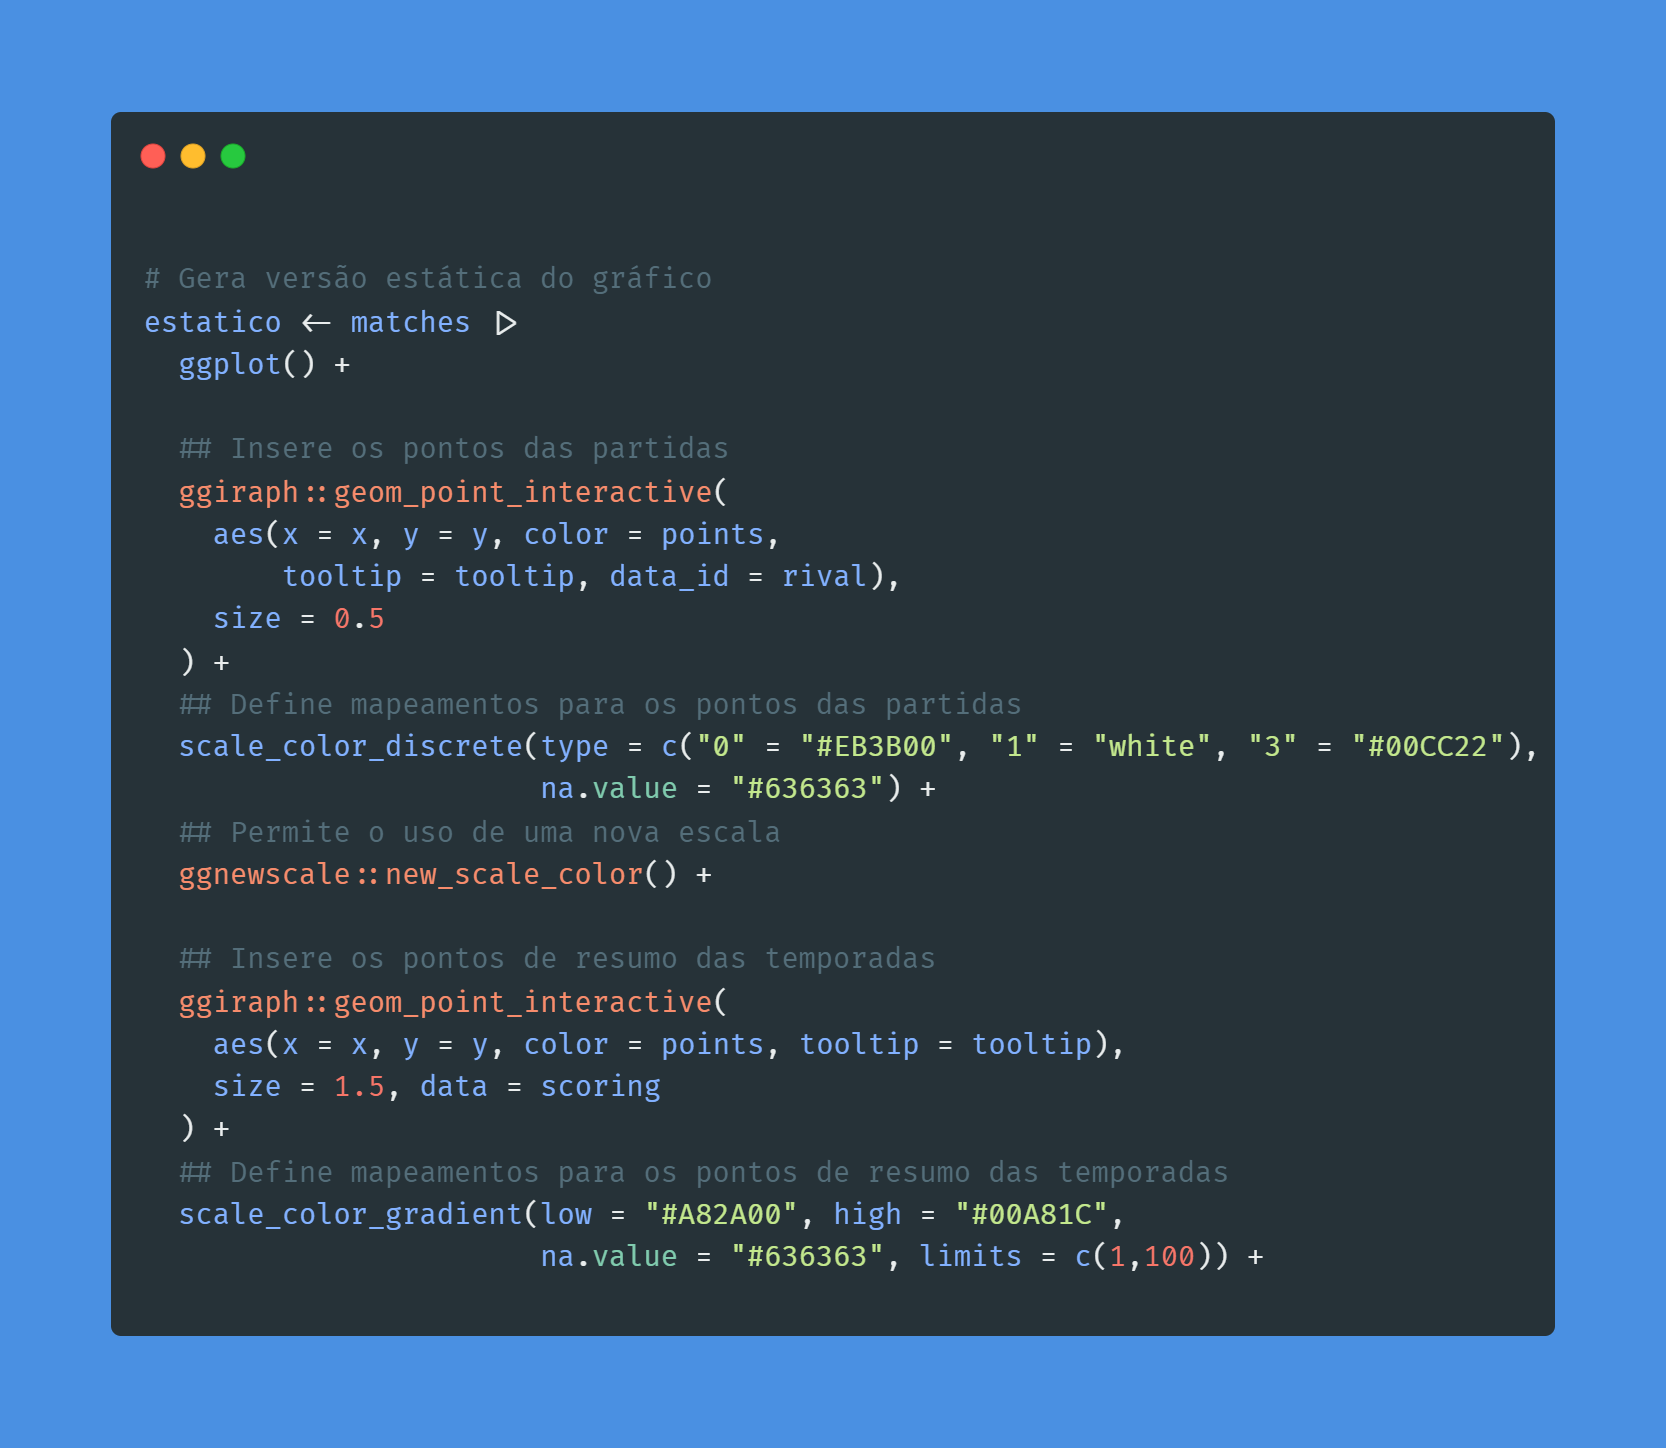 # Gera versão estática do gráfico
estatico <- matches |>
  ggplot() +

  ## Insere os pontos das partidas
  ggiraph::geom_point_interactive(
    aes(x = x, y = y, color = points,
        tooltip = tooltip, data_id = rival),
    size = 0.5
  ) +
  ## Define mapeamentos para os pontos das partidas
  scale_color_discrete(type = c("0" = "#EB3B00", "1" = "white", "3" = "#00CC22"),
                       na.value = "#636363") +
  ## Permite o uso de uma nova escala
  ggnewscale::new_scale_color() +

  ## Insere os pontos de resumo das temporadas
  ggiraph::geom_point_interactive(
    aes(x = x, y = y, color = points, tooltip = tooltip),
    size = 1.5, data = scoring
  ) +
  ## Define mapeamentos para os pontos de resumo das temporadas
  scale_color_gradient(low = "#A82A00", high = "#00A81C",
                       na.value = "#636363", limits = c(1,100)) +